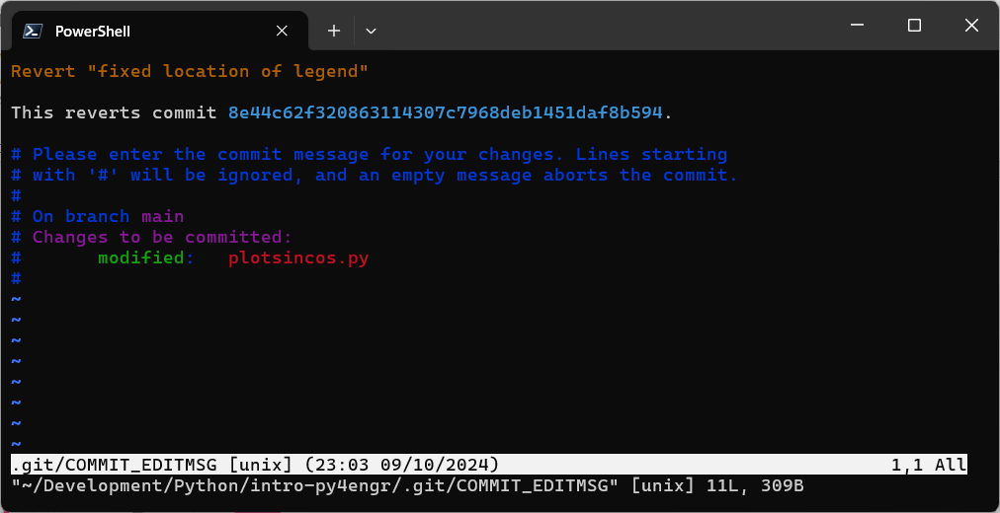 PowerShell
Revert "fixed location of legend"
This reverts commit 8e44c62f320863114307c7968deb1451daf8b594.
# Please enter the commit message for your changes. Lines starting
# with '#' will be ignored, and an empty message aborts the commit.
#
# On branch main
# Changes to be committed:
#       modified:   plotsincos.py
#
~
~
~
~
~
~
~
~
.git/COMMIT_EDITMSG [unix] (23:03 09/10/2024) 1,1 All
"~/Development/Python/intro-py4engr/.git/COMMIT_EDITMSG" [unix] 11L, 309B